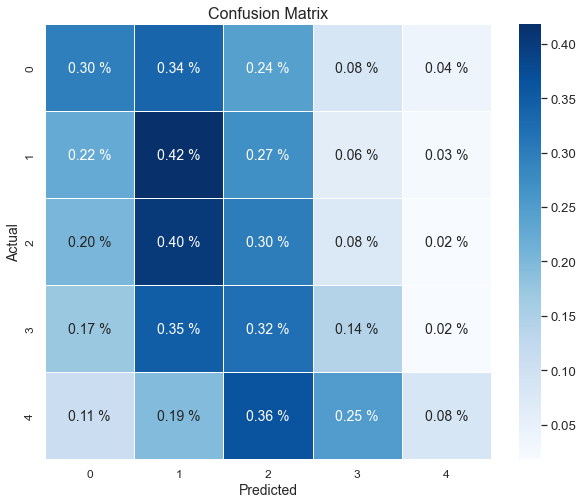 Confusion Matrix
0 0.30 % 0.34 % 0.24 % 0.08 % 0.04 %
1 0.22 % 0.42 % 0.27 % 0.06 % 0.03 %
2 0.20 % 0.40 % 0.30 % 0.08 % 0.02 %
3 0.17 % 0.35 % 0.32 % 0.14 % 0.02 %
4 0.11 % 0.19 % 0.36 % 0.25 % 0.08 %
0 1 2 3 4
Actual
Predicted
0.40
0.35
0.30
0.25
0.20
0.15
0.10
0.05